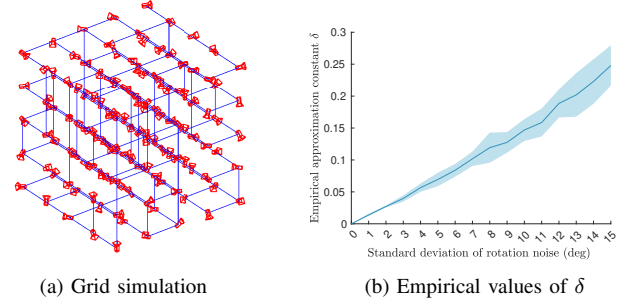 0.3
0.25
0.2
0.15
0.1
0.05
0
Empirical approximation constant δ
0 1 2 3 4 5 6 7 8 9 10 11 12 13 14 15
Standard deviation of rotation noise (deg)
(a) Grid simulation
(b) Empirical values of δ